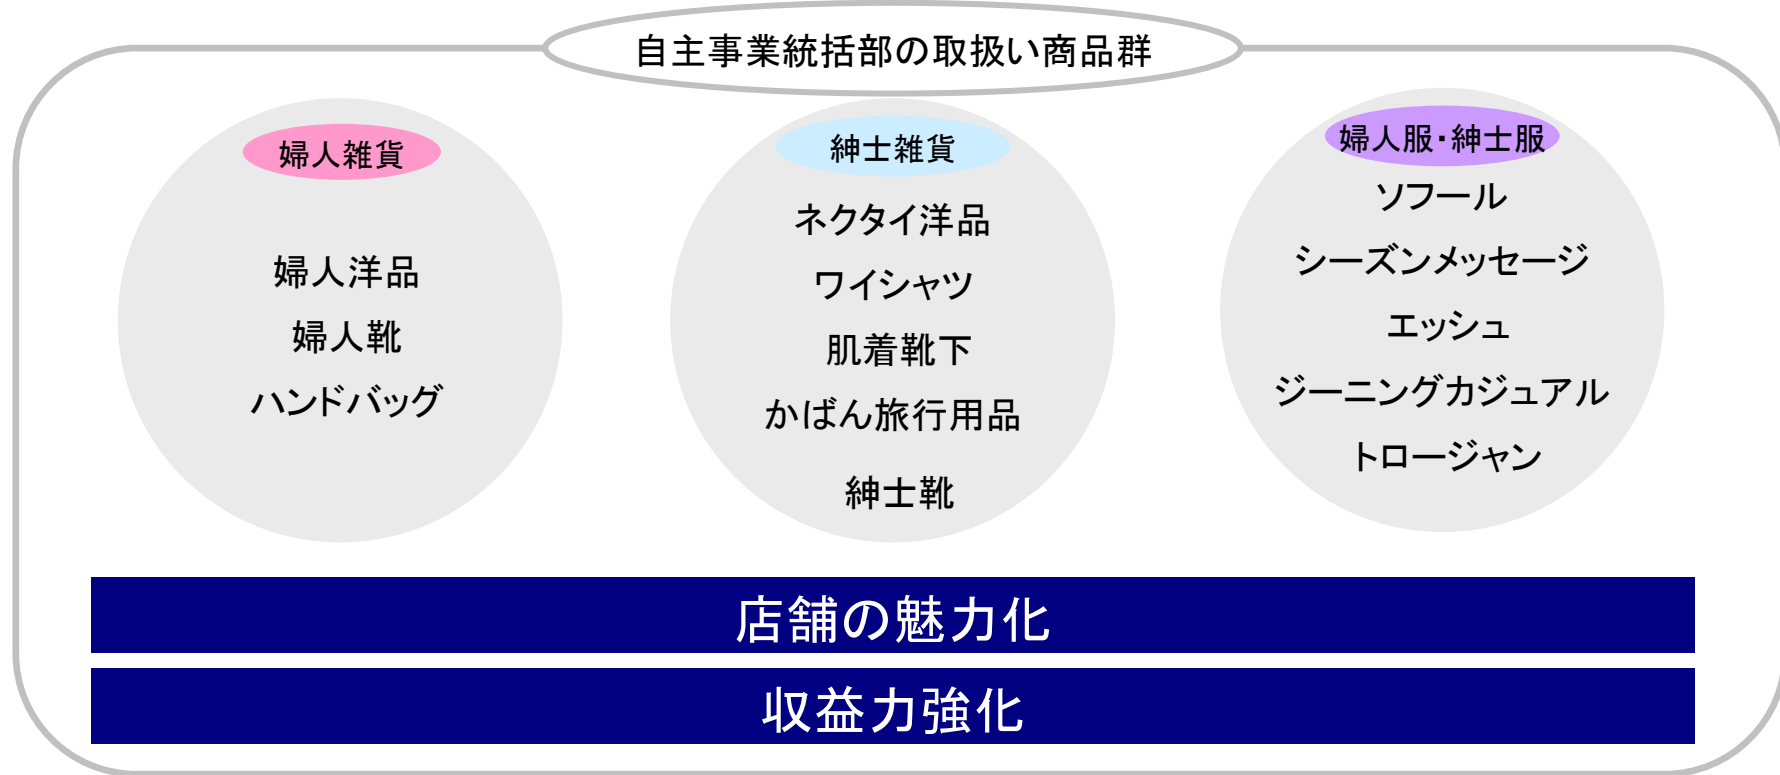 自主事業統括部の取扱い商品群
婦人雑貨
婦人洋品
婦人靴
ハンドバッグ
紳士雑貨
ネクタイ洋品
ワイシャツ
肌着靴下
かばん旅行用品
紳士靴
婦人服・紳士服
ソフール
シーズンメッセージ
エッシュ
ジーニングカジュアル
トロージャン
店舗の魅力化
収益力強化